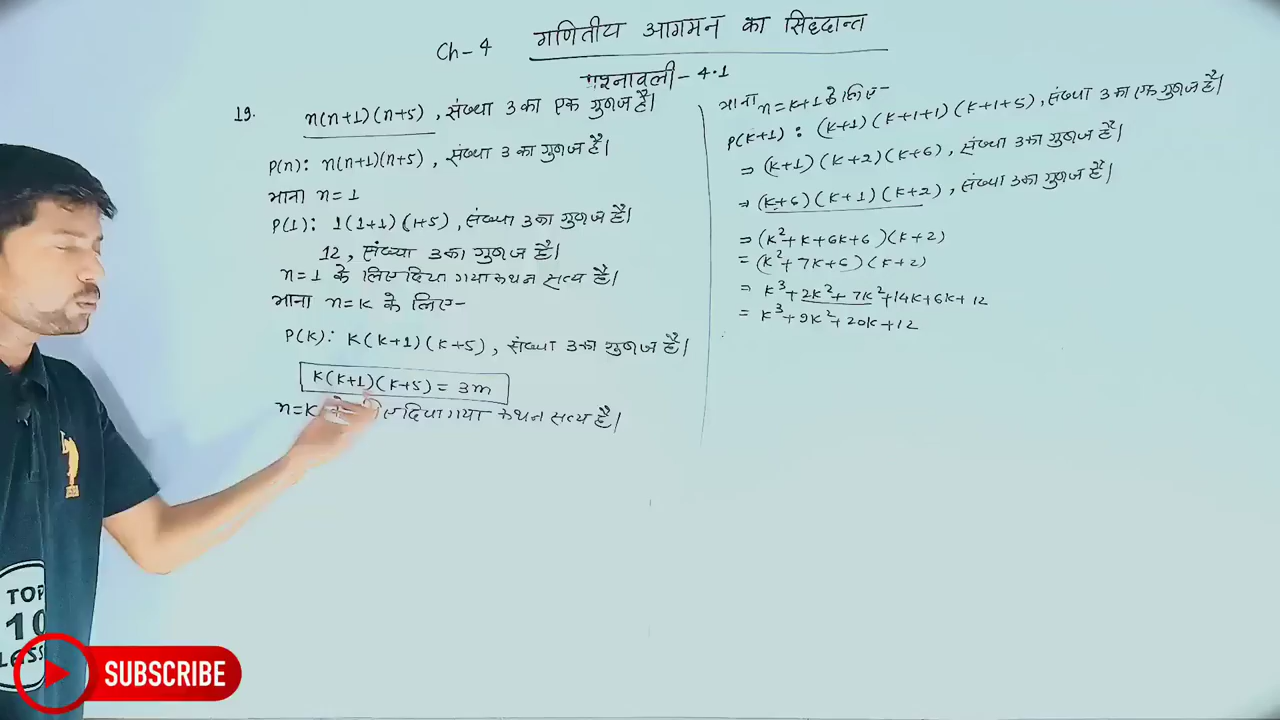 Ch-4 गणितीय आगमन का सिद्दान्त
प्रश्नावली-4.1
19. n(n+1)(n+5), संख्या 3 का एक गुणज है।
P(n): n(n+1)(n+5), संख्या 3 का गुणज है।
माना n=1
P(1): 1(1+1)(1+5), संख्या 3 का गुणज है।
12, संख्या 3 का गुणज है।
n=1 के लिए दिया गया कथन सत्य है।
माना n=K के लिए-
P(K): K(K+1)(K+5), संख्या 3 का गुणज है।
K(K+1)(K+5) = 3m
n=K लिए दिया गया कथन सत्य है।
माना n=K+1 के लिए-
P(K+1): (K+1)(K+1+1)(K+1+5), संख्या 3 का एक गुणज है।
⇒ (K+1)(K+2)(K+6), संख्या 3 का गुणज है।
⇒ (K+6)(K+1)(K+2), संख्या 3 का गुणज है।
⇒ (K²+K+6K+6)(K+2)
= (K²+7K+6)(K+2)
= K³+2K²+7K²+14K+6K+12
= K³+9K²+20K+12
TOP
10
CLASS
SUBSCRIBE